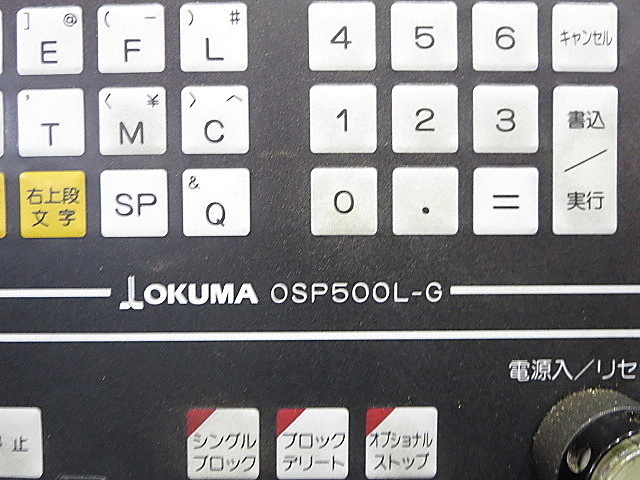 ] @ ( — ) #
E F L 4 5 6 キャンセル
' 〈 ¥ 〉 へ
T M C 1 2 3 書込
／
右上段 & 実行
文字 SP Q 0 . =
OKUMA OSP500L-G
電源入／リセ
止 シングル ブロック オプショナル
ブロック デリート ストップ